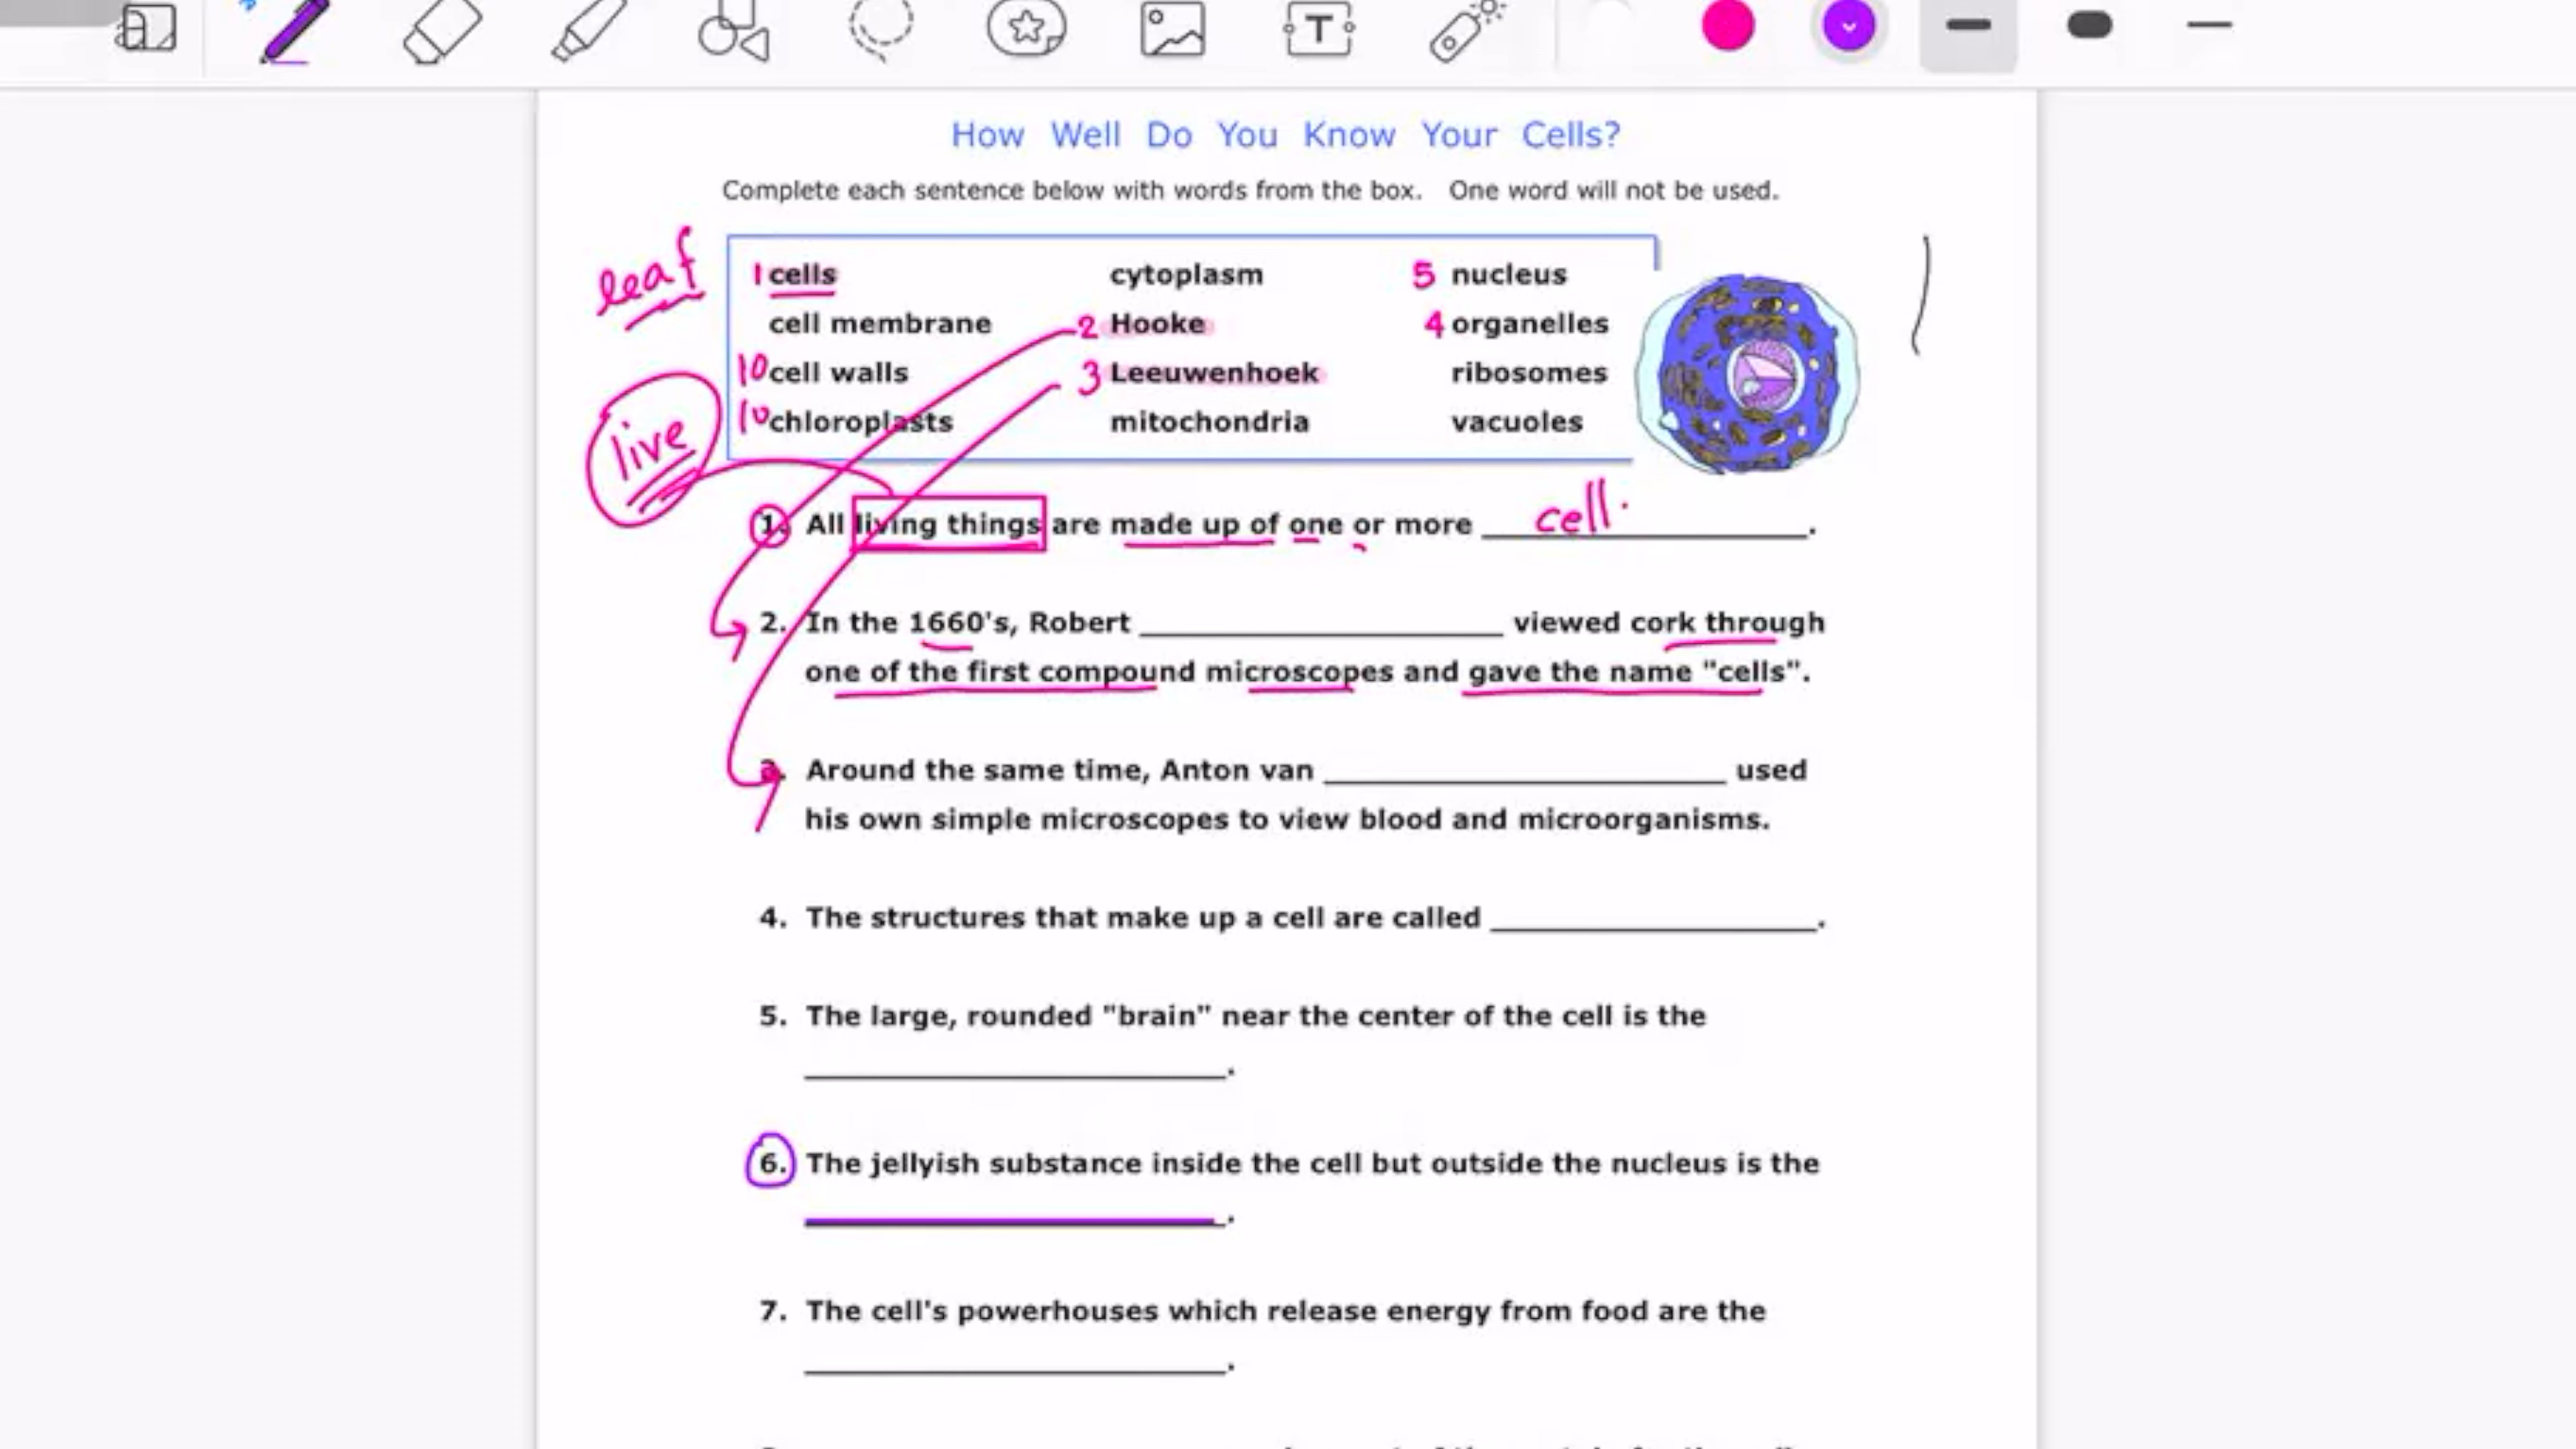 T
How Well Do You Know Your Cells?
Complete each sentence below with words from the box. One word will not be used.
leaf
1 cells cytoplasm 5 nucleus
cell membrane 2 Hooke 4 organelles
10 cell walls 3 Leeuwenhoek ribosomes
10 chloroplasts mitochondria vacuoles
live
1. All living things are made up of one or more cell.
2. In the 1660's, Robert ____________ viewed cork through
one of the first compound microscopes and gave the name "cells".
3. Around the same time, Anton van ____________ used
his own simple microscopes to view blood and microorganisms.
4. The structures that make up a cell are called ____________.
5. The large, rounded "brain" near the center of the cell is the
____________.
6. The jellyish substance inside the cell but outside the nucleus is the
____________.
7. The cell's powerhouses which release energy from food are the
____________.